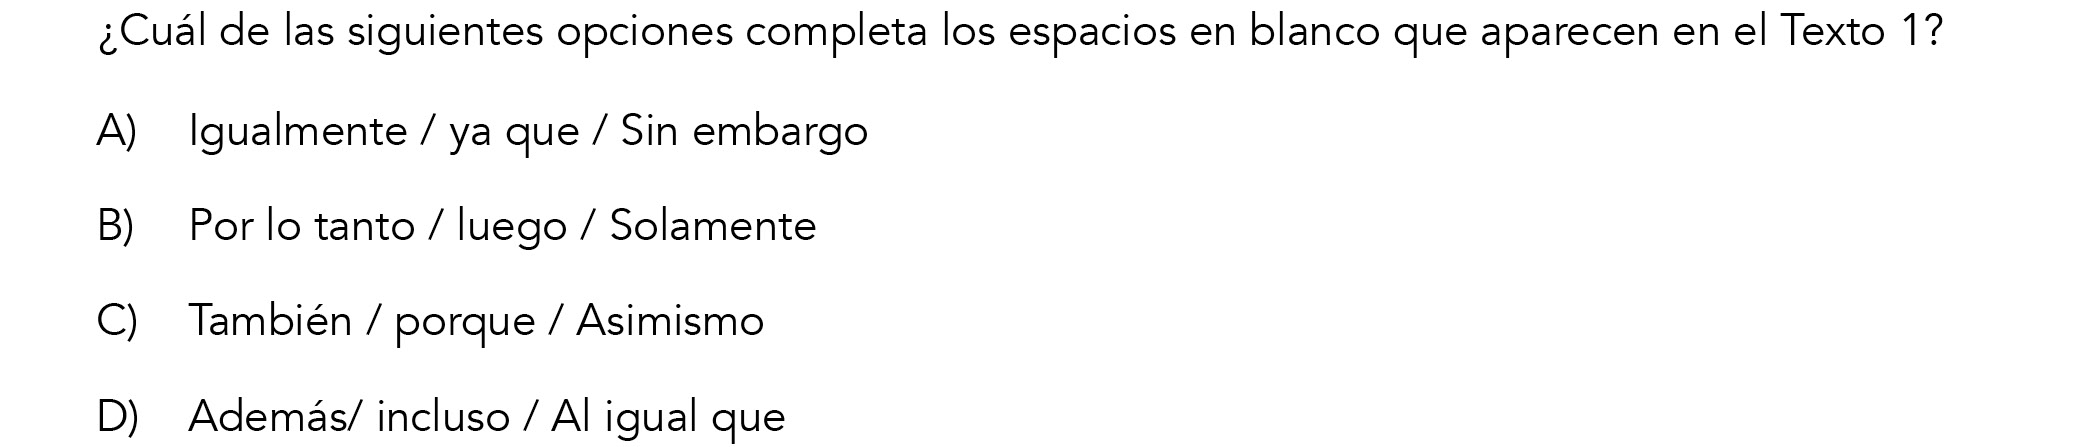 ¿Cuál de las siguientes opciones completa los espacios en blanco que aparecen en el Texto 1?
A) Igualmente / ya que / Sin embargo
B) Por lo tanto / luego / Solamente
C) También / porque / Asimismo
D) Además/ incluso / Al igual que